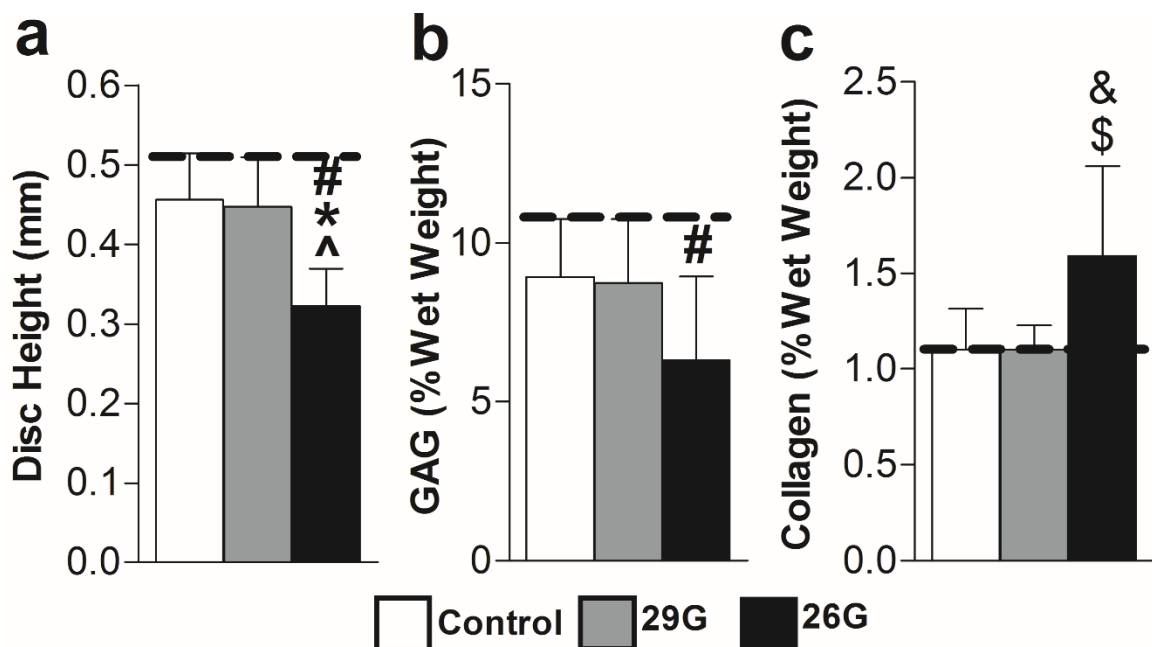 a
Disc Height (mm)
0.6
0.5
0.4
0.3
0.2
0.1
0.0
#
*
^
b
GAG (%Wet Weight)
15
10
5
0
#
c
Collagen (%Wet Weight)
2.5
2.0
1.5
1.0
0.5
0.0
&
$
Control
29G
26G